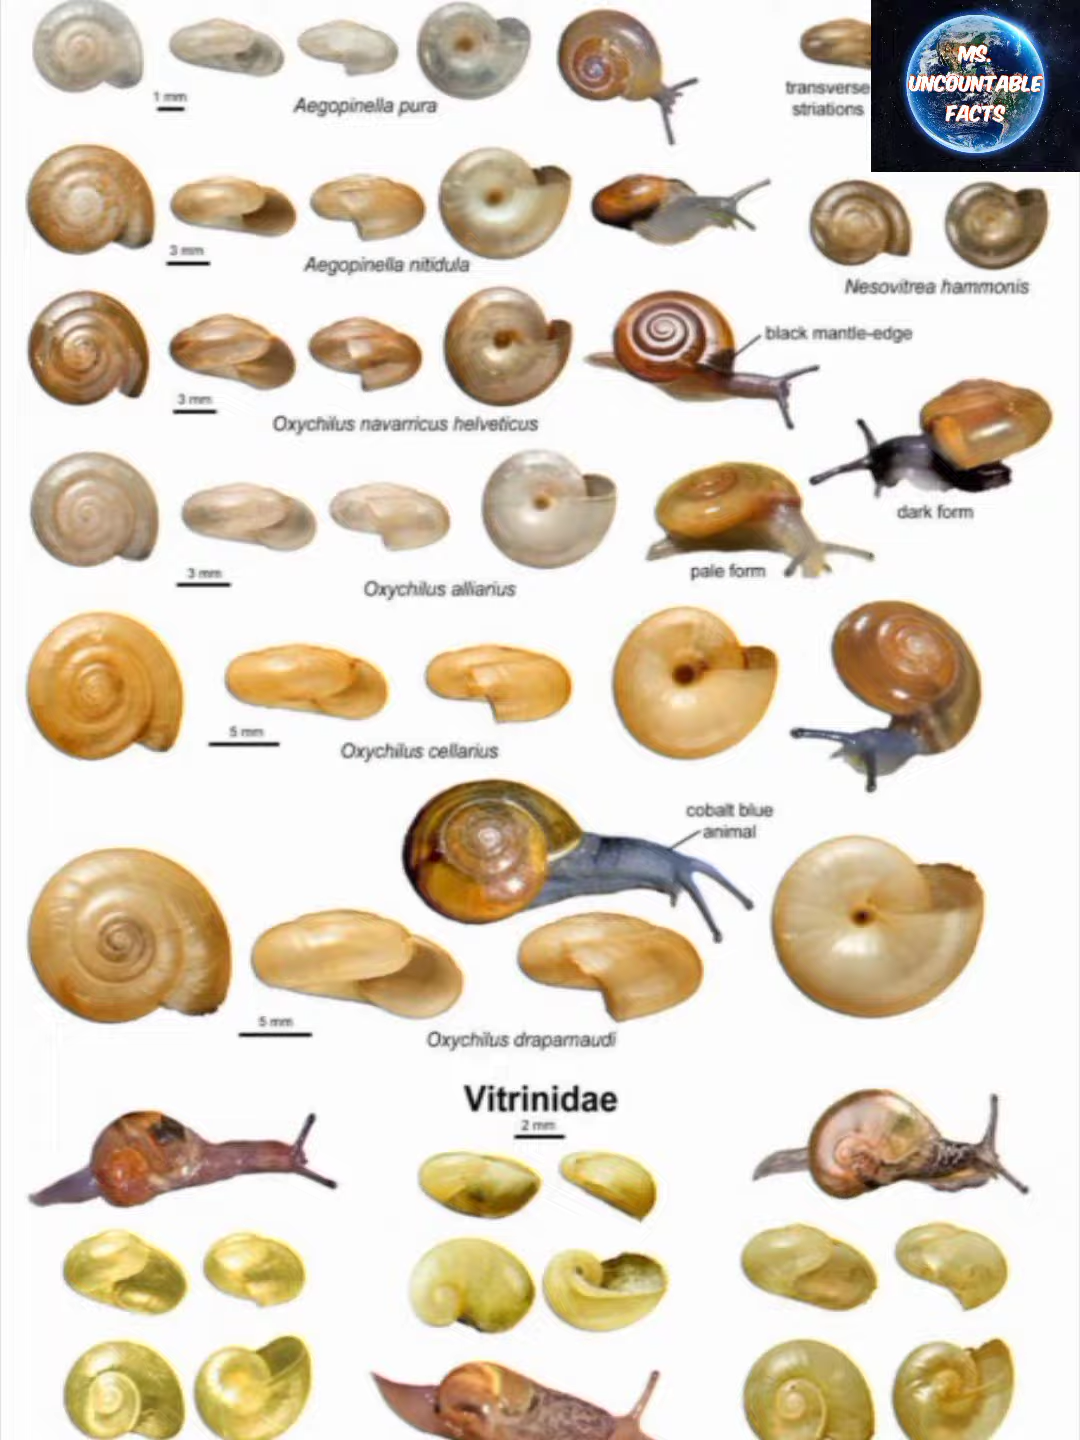 MS.
UNCOUNTABLE
FACTS
1 mm
Aegopinella pura
transverse
striations
3 mm
Aegopinella nitidula
Nesovitrea hammonis
black mantle-edge
3 mm
Oxychilus navarricus helveticus
dark form
3 mm
pale form
Oxychilus alliarius
5 mm
Oxychilus cellarius
cobalt blue
animal
5 mm
Oxychilus draparnaudi
Vitrinidae
2 mm